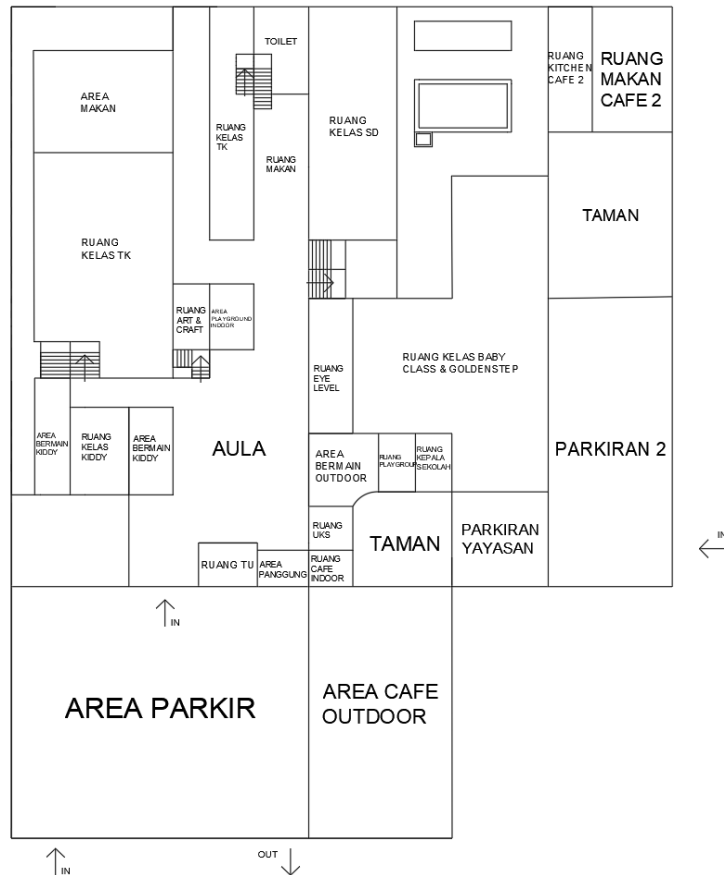 TOILET
RUANG
KITCHEN
CAFE 2
RUANG
MAKAN
CAFE 2
AREA
MAKAN
RUANG
KELAS SD
RUANG
KELAS
TK
RUANG
MAKAN
TAMAN
RUANG
KELAS TK
RUANG
ART &
CRAFT
AREA
PLAYGROUND
INDOOR
RUANG
EYE
LEVEL
RUANG KELAS BABY
CLASS & GOLDENSTEP
AREA
BERMAIN
KIDDY
RUANG
KELAS
KIDDY
AREA
BERMAIN
KIDDY
AULA
AREA
BERMAIN
OUTDOOR
RUANG
PLAYGROUP
RUANG
KEPALA
SEKOLAH
PARKIRAN 2
RUANG
UKS
TAMAN
PARKIRAN
YAYASAN
IN
RUANG TU
AREA
PANGGUNG
RUANG
CAFE
INDOOR
IN
AREA PARKIR
AREA CAFE
OUTDOOR
IN
OUT